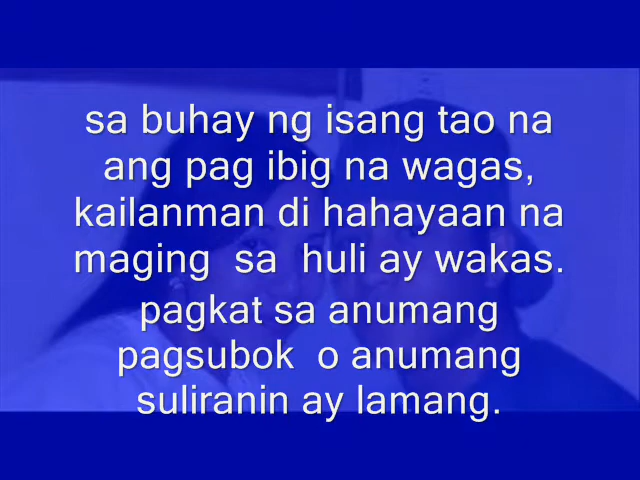 sa buhay ng isang tao na
ang pag ibig na wagas,
kailanman di hahayaan na
maging  sa  huli ay wakas.
pagkat sa anumang
pagsubok  o anumang
suliranin ay lamang.